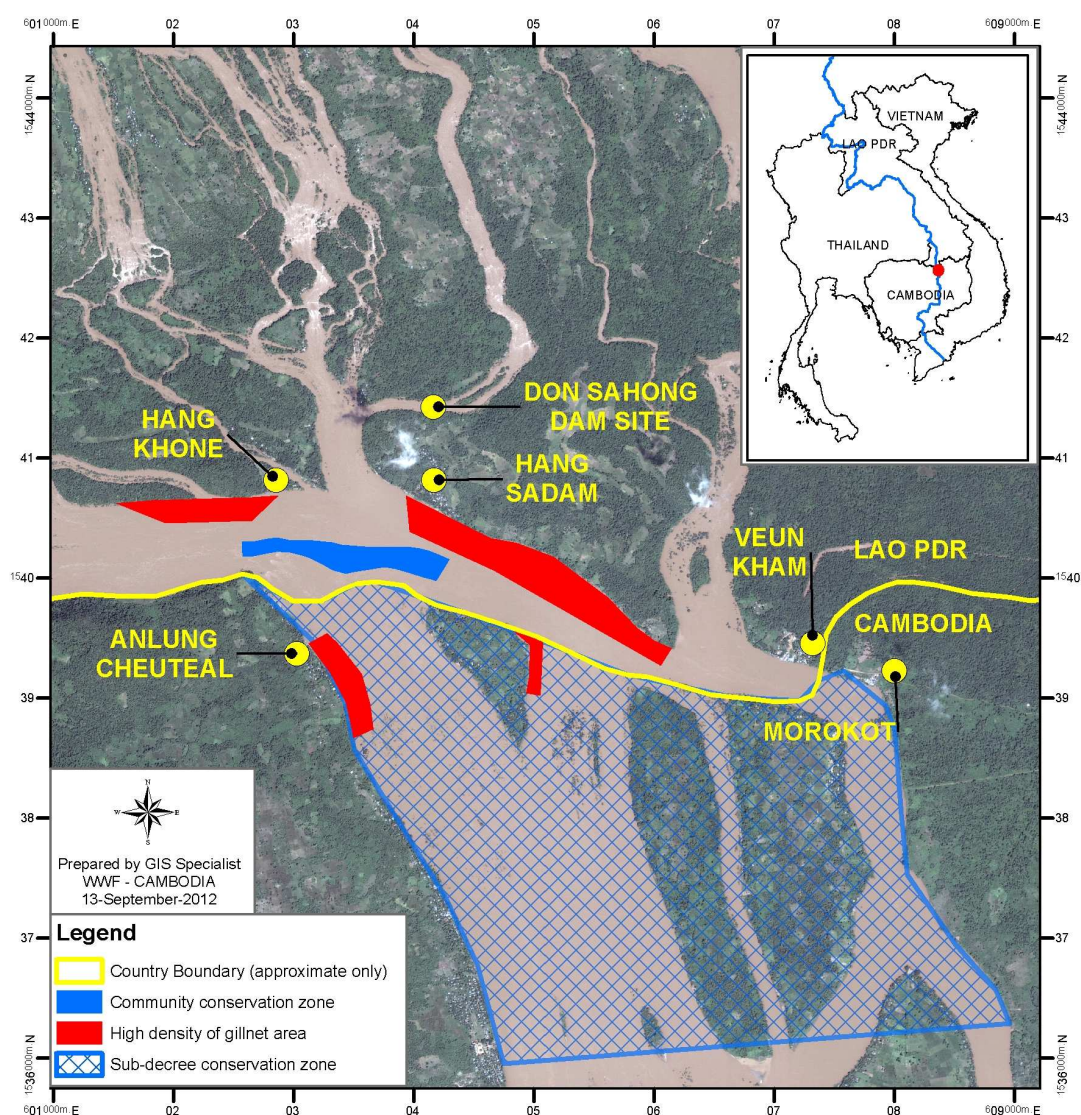 601000m. E 02 03 04 05 06 07 08 609000m. E
1544000m. N
43
42
41
1540
39
38
37
1536000m. N
1544000m. N
43
42
41
1540
39
38
37
1536000m. N
VIETNAM
LAO PDR
THAILAND
CAMBODIA
DON SAHONG
DAM SITE
HANG
KHONE
HANG
SADAM
VEUN
KHAM
LAO PDR
CAMBODIA
ANLUNG
CHEUTEAL
MOROKOT
N
W E
S
Prepared by GIS Specialist
WWF - CAMBODIA
13-September-2012
Legend
Country Boundary (approximate only)
Community conservation zone
High density of gillnet area
Sub-decree conservation zone
601000m. E 02 03 04 05 06 07 08 609000m. E